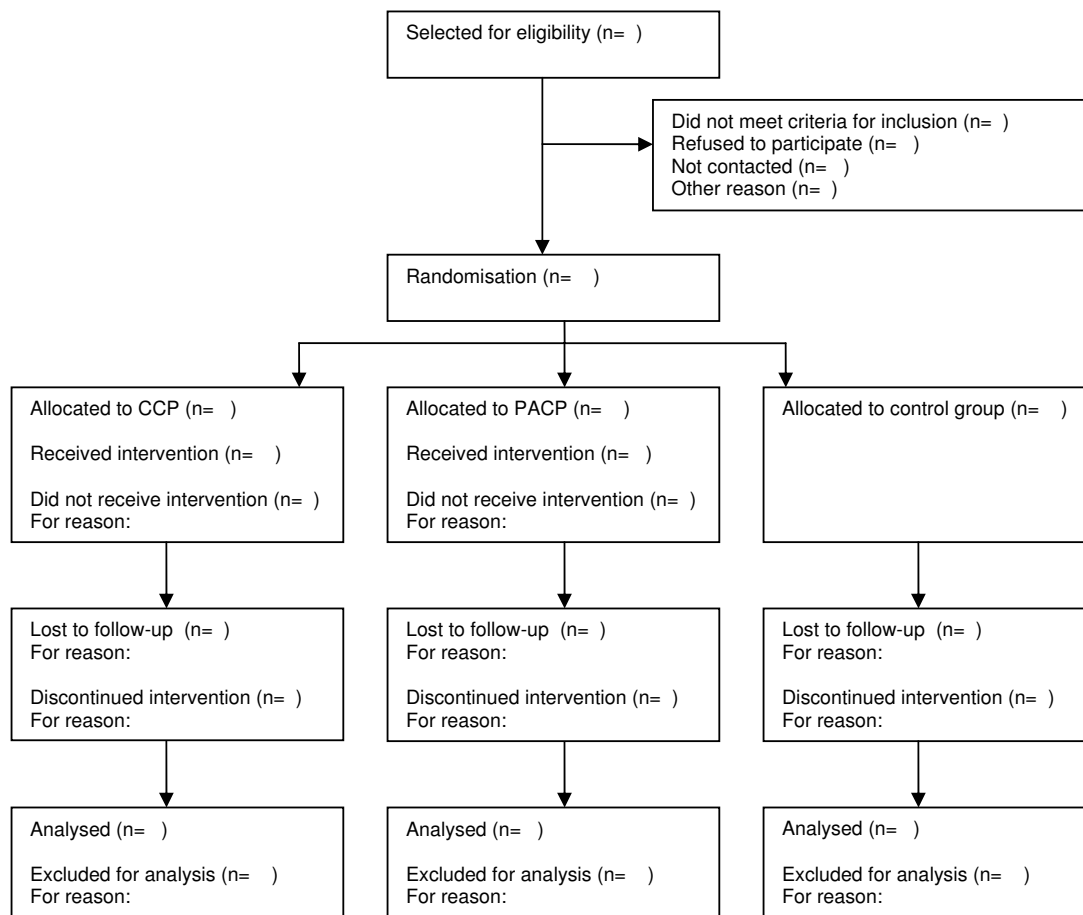 Selected for eligibility (n=  )
Did not meet criteria for inclusion (n=  )
Refused to participate (n=   )
Not contacted (n=   )
Other reason (n=  )
Randomisation (n=    )
Allocated to CCP (n=   )
Received intervention (n=    )
Did not receive intervention (n=  )
For reason:
Allocated to PACP (n=    )
Received intervention (n=    )
Did not receive intervention (n=  )
For reason:
Allocated to control group (n=    )
Lost to follow-up  (n=  )
For reason:
Discontinued intervention (n=   )
For reason:
Lost to follow-up  (n=  )
For reason:
Discontinued intervention (n=   )
For reason:
Lost to follow-up  (n=  )
For reason:
Discontinued intervention (n=   )
For reason:
Analysed (n=   )
Excluded for analysis (n=    )
For reason:
Analysed (n=   )
Excluded for analysis (n=    )
For reason:
Analysed (n=   )
Excluded for analysis (n=    )
For reason: